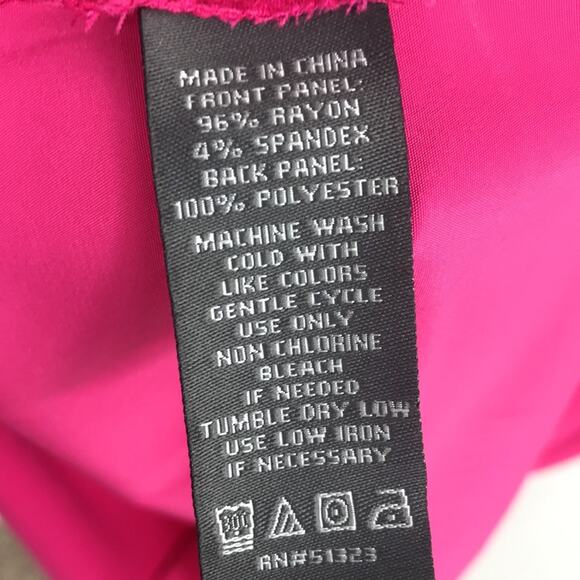 MADE IN CHINA
FRONT PANEL:
96% RAYON
4% SPANDEX
BACK PANEL:
100% POLYESTER
MACHINE WASH
COLD WITH
LIKE COLORS
GENTLE CYCLE
USE ONLY
NON CHLORINE
BLEACH
IF NEEDED
TUMBLE DRY LOW
USE LOW IRON
IF NECESSARY
RN#51323